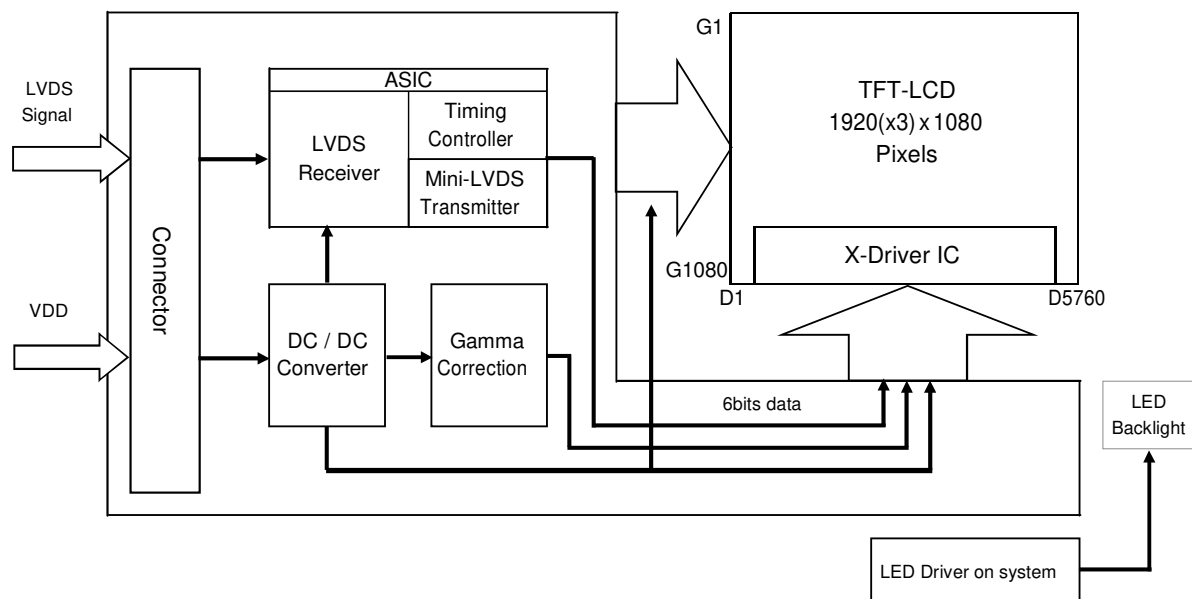 LVDS
Signal
VDD
Connector
ASIC
LVDS
Receiver
Timing
Controller
Mini-LVDS
Transmitter
DC / DC
Converter
Gamma
Correction
6bits data
G1
TFT-LCD
1920(x3) x 1080
Pixels
G1080
X-Driver IC
D1
D5760
LED
Backlight
LED Driver on system